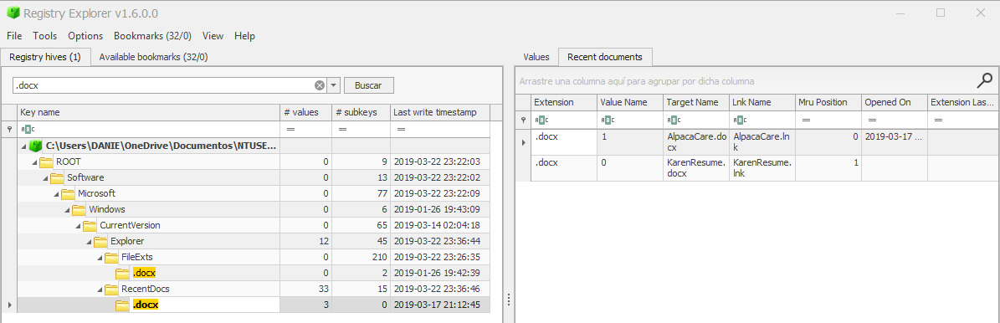 Registry Explorer v1.6.0.0
File Tools Options Bookmarks (32/0) View Help
Registry hives (1) Available bookmarks (32/0)
.docx Buscar
Key name # values # subkeys Last write timestamp
ABC = = =
C:\Users\DANIE\OneDrive\Documentos\NTUSE...
ROOT 0 9 2019-03-22 23:22:03
Software 0 13 2019-03-22 23:22:02
Microsoft 0 77 2019-03-22 23:22:09
Windows 0 6 2019-01-26 19:43:09
CurrentVersion 0 65 2019-03-14 02:04:18
Explorer 12 45 2019-03-22 23:36:44
FileExts 0 210 2019-03-22 23:26:35
.docx 0 2 2019-01-26 19:42:39
RecentDocs 33 15 2019-03-22 23:36:46
.docx 3 0 2019-03-17 21:12:45
Values Recent documents
Arrastre una columna aquí para agrupar por dicha columna
Extension Value Name Target Name Lnk Name Mru Position Opened On Extension Las...
ABC ABC ABC ABC = = =
.docx 1 AlpacaCare.do AlpacaCare.ln 0 2019-03-17 ...
cx k
.docx 0 KarenResume. KarenResume. 1
docx lnk